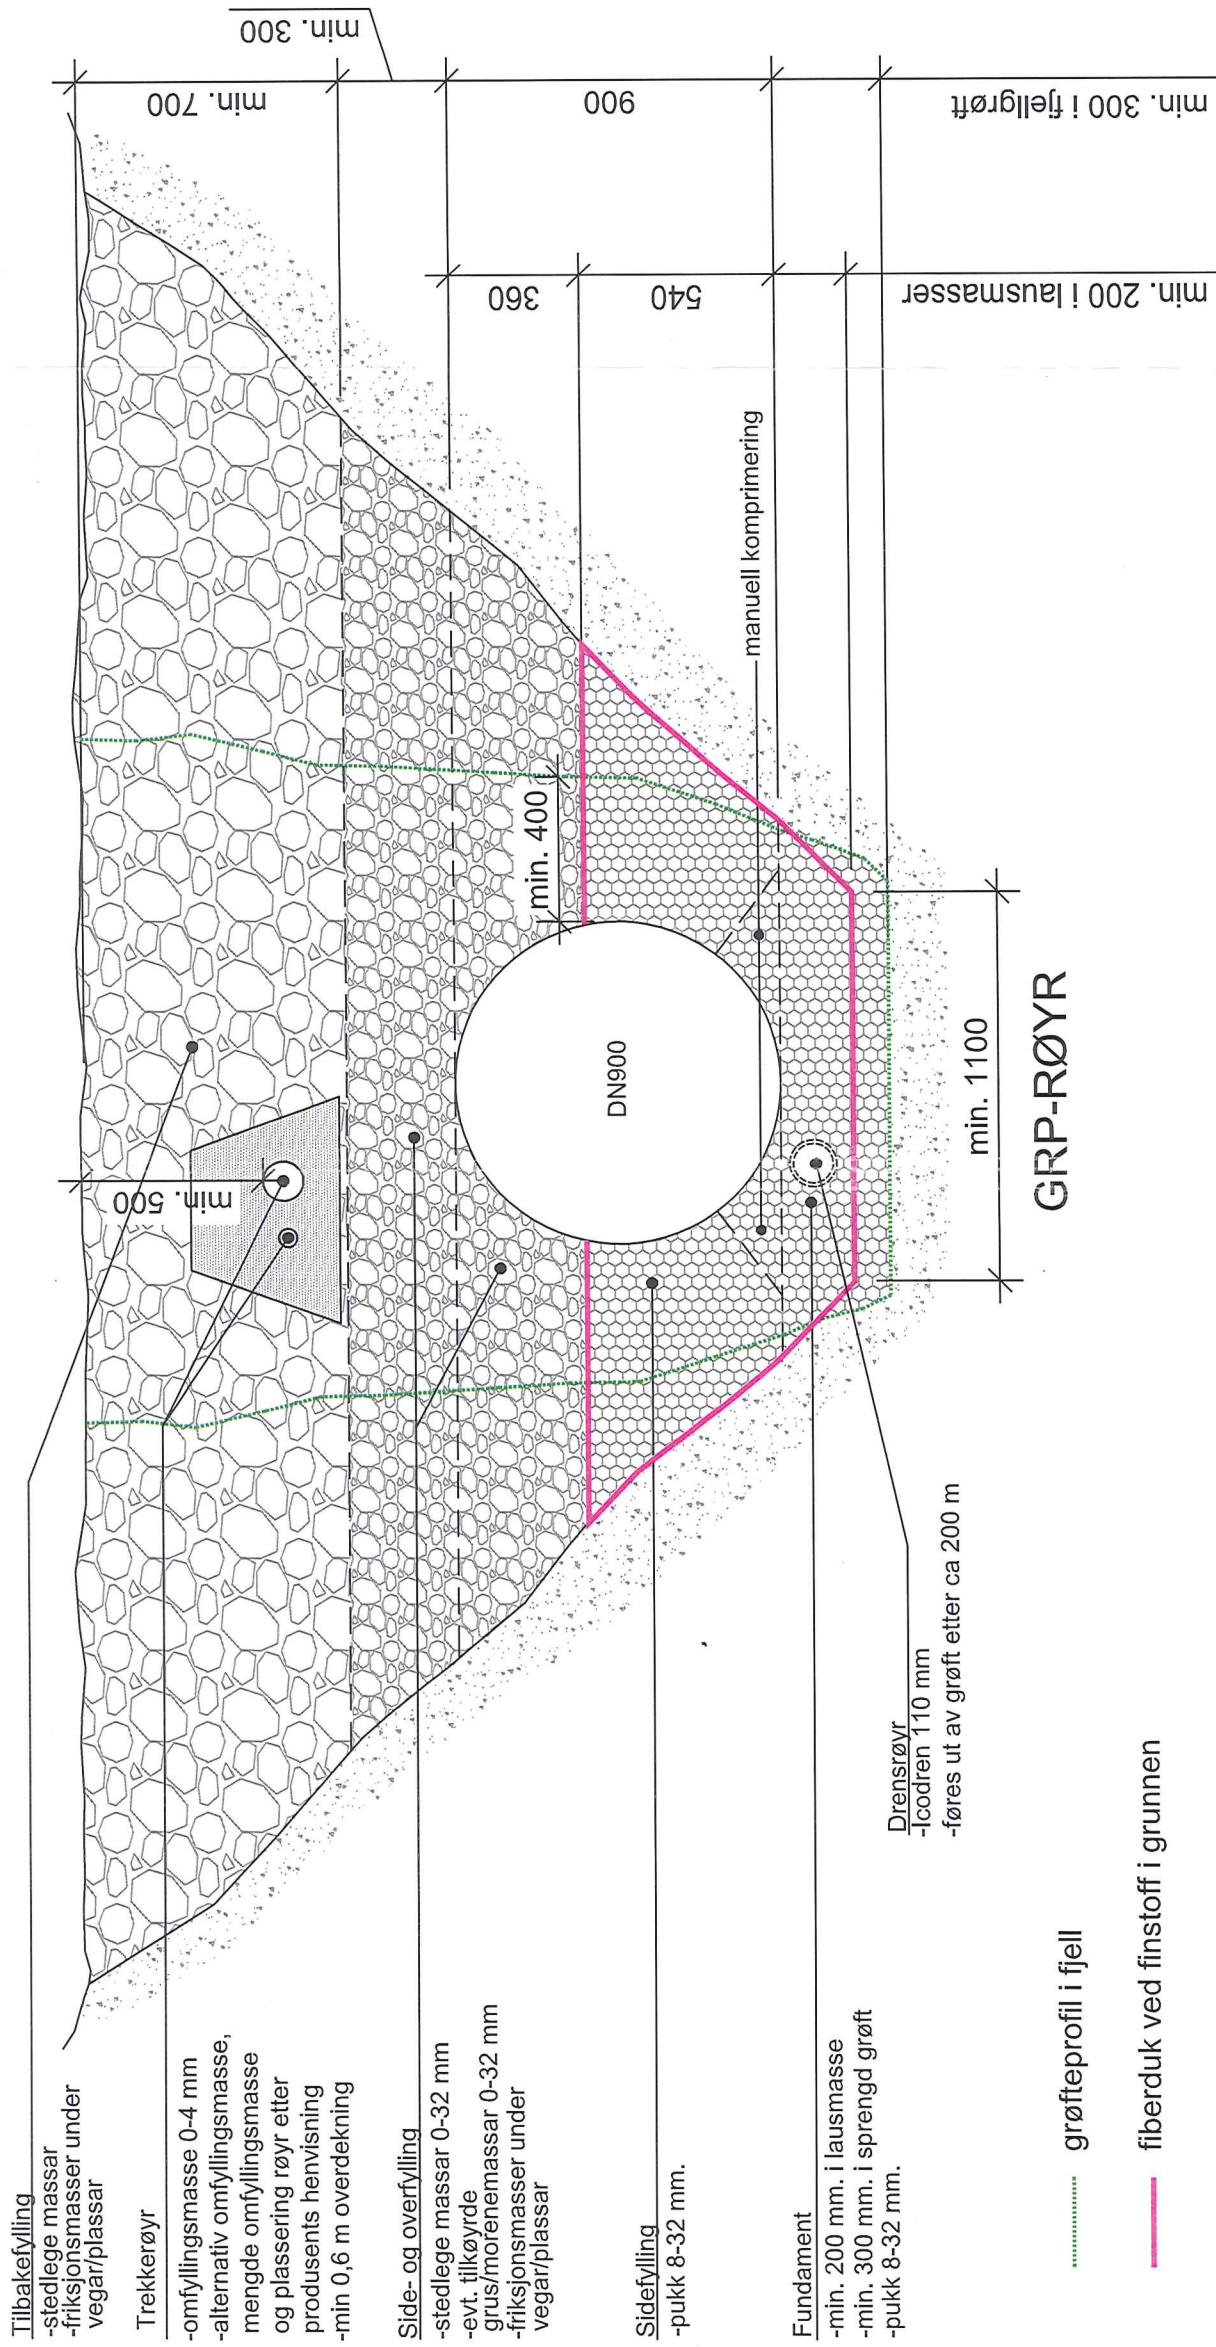 Tilbakefylling
-stedlege massar
-friksjonsmasser under
vegar/plassar
Trekkerøyr
-omfyllingsmasse 0-4 mm
-alternativ omfyllingsmasse,
mengde omfyllingsmasse
og plassering røyr etter
produsents henvisning
-min 0,6 m overdekning
Side- og overfylling
-stedlege massar 0-32 mm
-evt. tilkøyrde
grus/morenemassar 0-32 mm
-friksjonsmasser under
vegar/plassar
Sidefylling
-pukk 8-32 mm.
Fundament
-min. 200 mm. i lausmasse
-min. 300 mm. i sprengd grøft
-pukk 8-32 mm.
Drensrøyr
-Icodren 110 mm
-føres ut av grøft etter ca 200 m
min. 500
DN900
min. 400
manuell komprimering
min. 1100
GRP-RØYR
min. 700
min. 300
900
min. 300 i fjellgrøft
360
540
min. 200 i lausmasser
grøfteprofil i fjell
fiberduk ved finstoff i grunnen